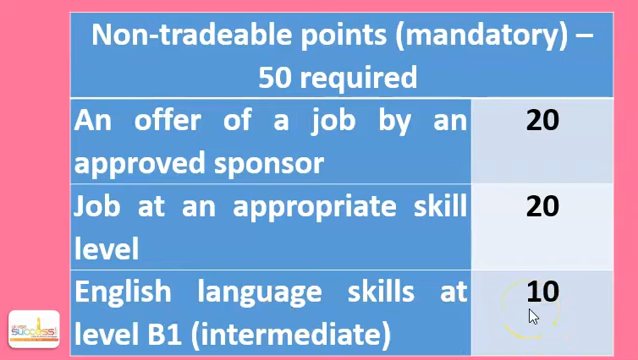 Non-tradeable points (mandatory) –
50 required
An offer of a job by an
approved sponsor
20
Job at an appropriate skill
level
20
English language skills at
level B1 (intermediate)
10
success